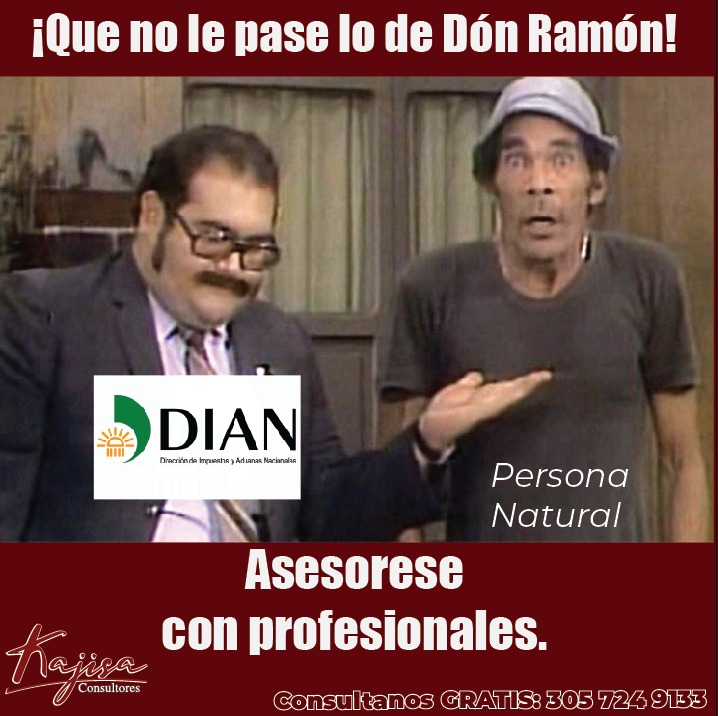 ¡Que no le pase lo de Dón Ramón!
DIAN
Dirección de Impuestos y Aduanas Nacionales
Persona
Natural
Asesorese
con profesionales.
Kajisa
Consultores
Consultanos GRATIS: 305 724 9133